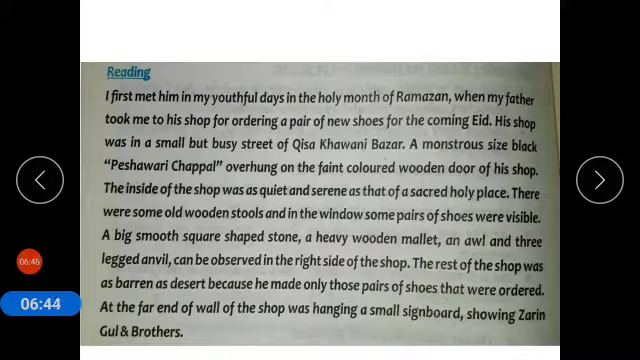 Reading
I first met him in my youthful days in the holy month of Ramazan, when my father
took me to his shop for ordering a pair of new shoes for the coming Eid. His shop
was in a small but busy street of Qisa Khawani Bazar. A monstrous size black
"Peshawari Chappal" overhung on the faint coloured wooden door of his shop.
The inside of the shop was as quiet and serene as that of a sacred holy place. There
were some old wooden stools and in the window some pairs of shoes were visible.
A big smooth square shaped stone, a heavy wooden mallet, an awl and three
legged anvil, can be observed in the right side of the shop. The rest of the shop was
as barren as desert because he made only those pairs of shoes that were ordered.
At the far end of wall of the shop was hanging a small signboard, showing Zarin
Gul & Brothers.
06:45
06:44